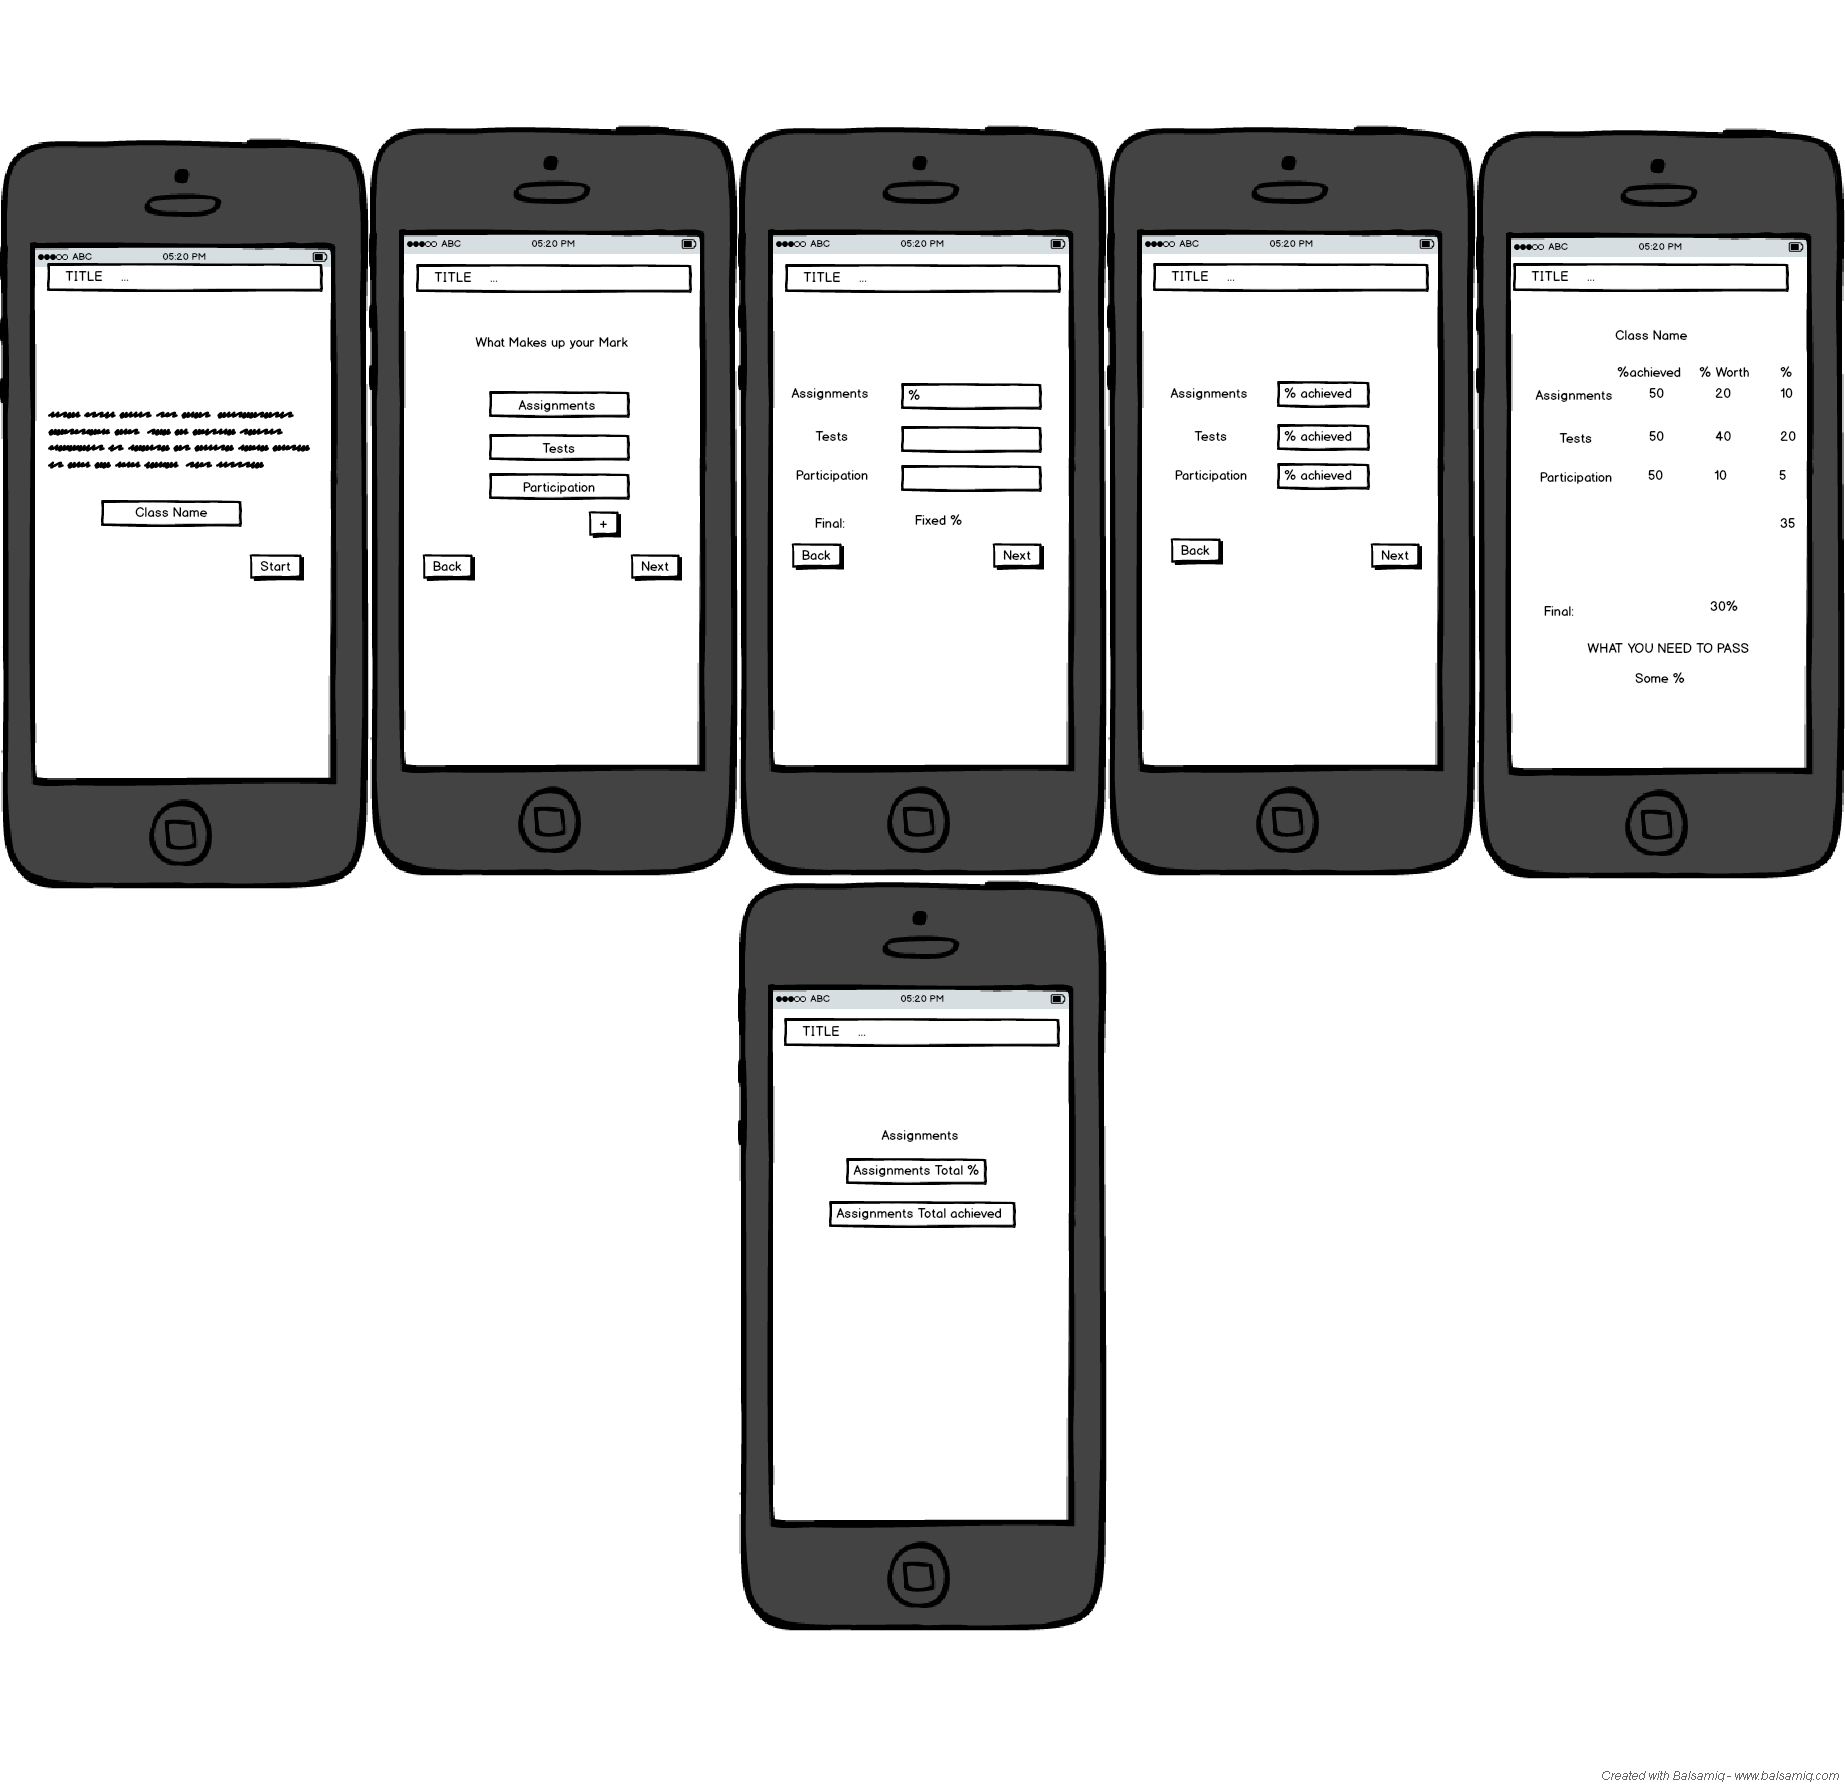 ABC 05:20 PM
TITLE ...
Class Name
Start
ABC 05:20 PM
TITLE ...
What Makes up your Mark
Assignments
Tests
Participation
+
Back Next
ABC 05:20 PM
TITLE ...
Assignments %
Tests
Participation
Final: Fixed %
Back Next
ABC 05:20 PM
TITLE ...
Assignments % achieved
Tests % achieved
Participation % achieved
Back Next
ABC 05:20 PM
TITLE ...
Class Name
%achieved % Worth %
Assignments 50 20 10
Tests 50 40 20
Participation 50 10 5
35
Final: 30%
WHAT YOU NEED TO PASS
Some %
ABC 05:20 PM
TITLE ...
Assignments
Assignments Total %
Assignments Total achieved
Created with Balsamiq - www.balsamiq.com